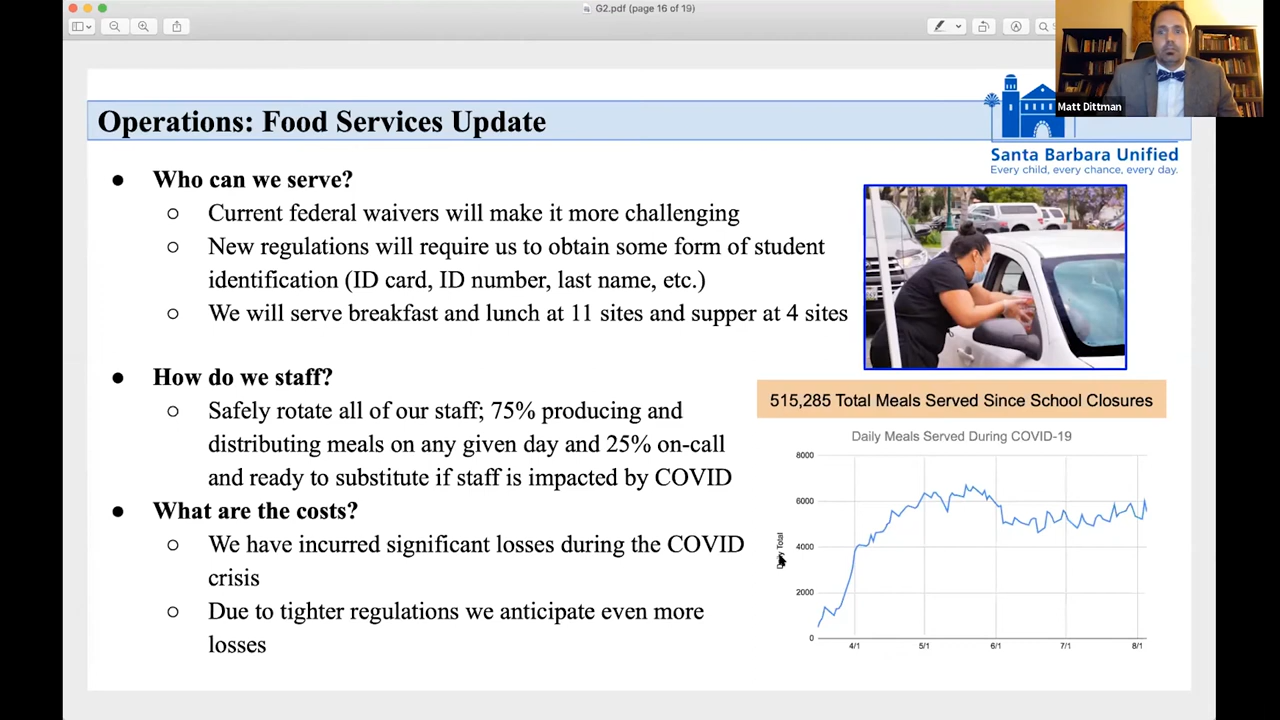 G2.pdf (page 16 of 19)
Matt Dittman
Operations: Food Services Update
Santa Barbara Unified
Every child, every chance, every day.
● Who can we serve?
○ Current federal waivers will make it more challenging
○ New regulations will require us to obtain some form of student
identification (ID card, ID number, last name, etc.)
○ We will serve breakfast and lunch at 11 sites and supper at 4 sites
● How do we staff?
○ Safely rotate all of our staff; 75% producing and
distributing meals on any given day and 25% on-call
and ready to substitute if staff is impacted by COVID
● What are the costs?
○ We have incurred significant losses during the COVID
crisis
○ Due to tighter regulations we anticipate even more
losses
515,285 Total Meals Served Since School Closures
Daily Meals Served During COVID-19
Total
8000
6000
4000
2000
0
4/1 5/1 6/1 7/1 8/1